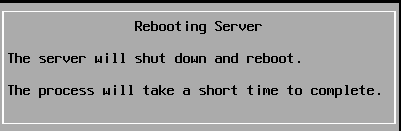 Rebooting Server
The server will shut down and reboot.
The process will take a short time to complete.